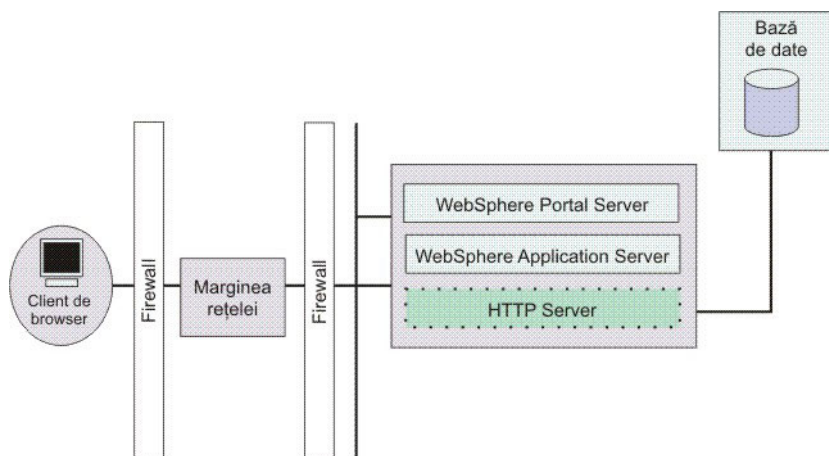 Bază
de date
WebSphere Portal Server
WebSphere Application Server
HTTP Server
Client de
browser
Firewall
Marginea
rețelei
Firewall